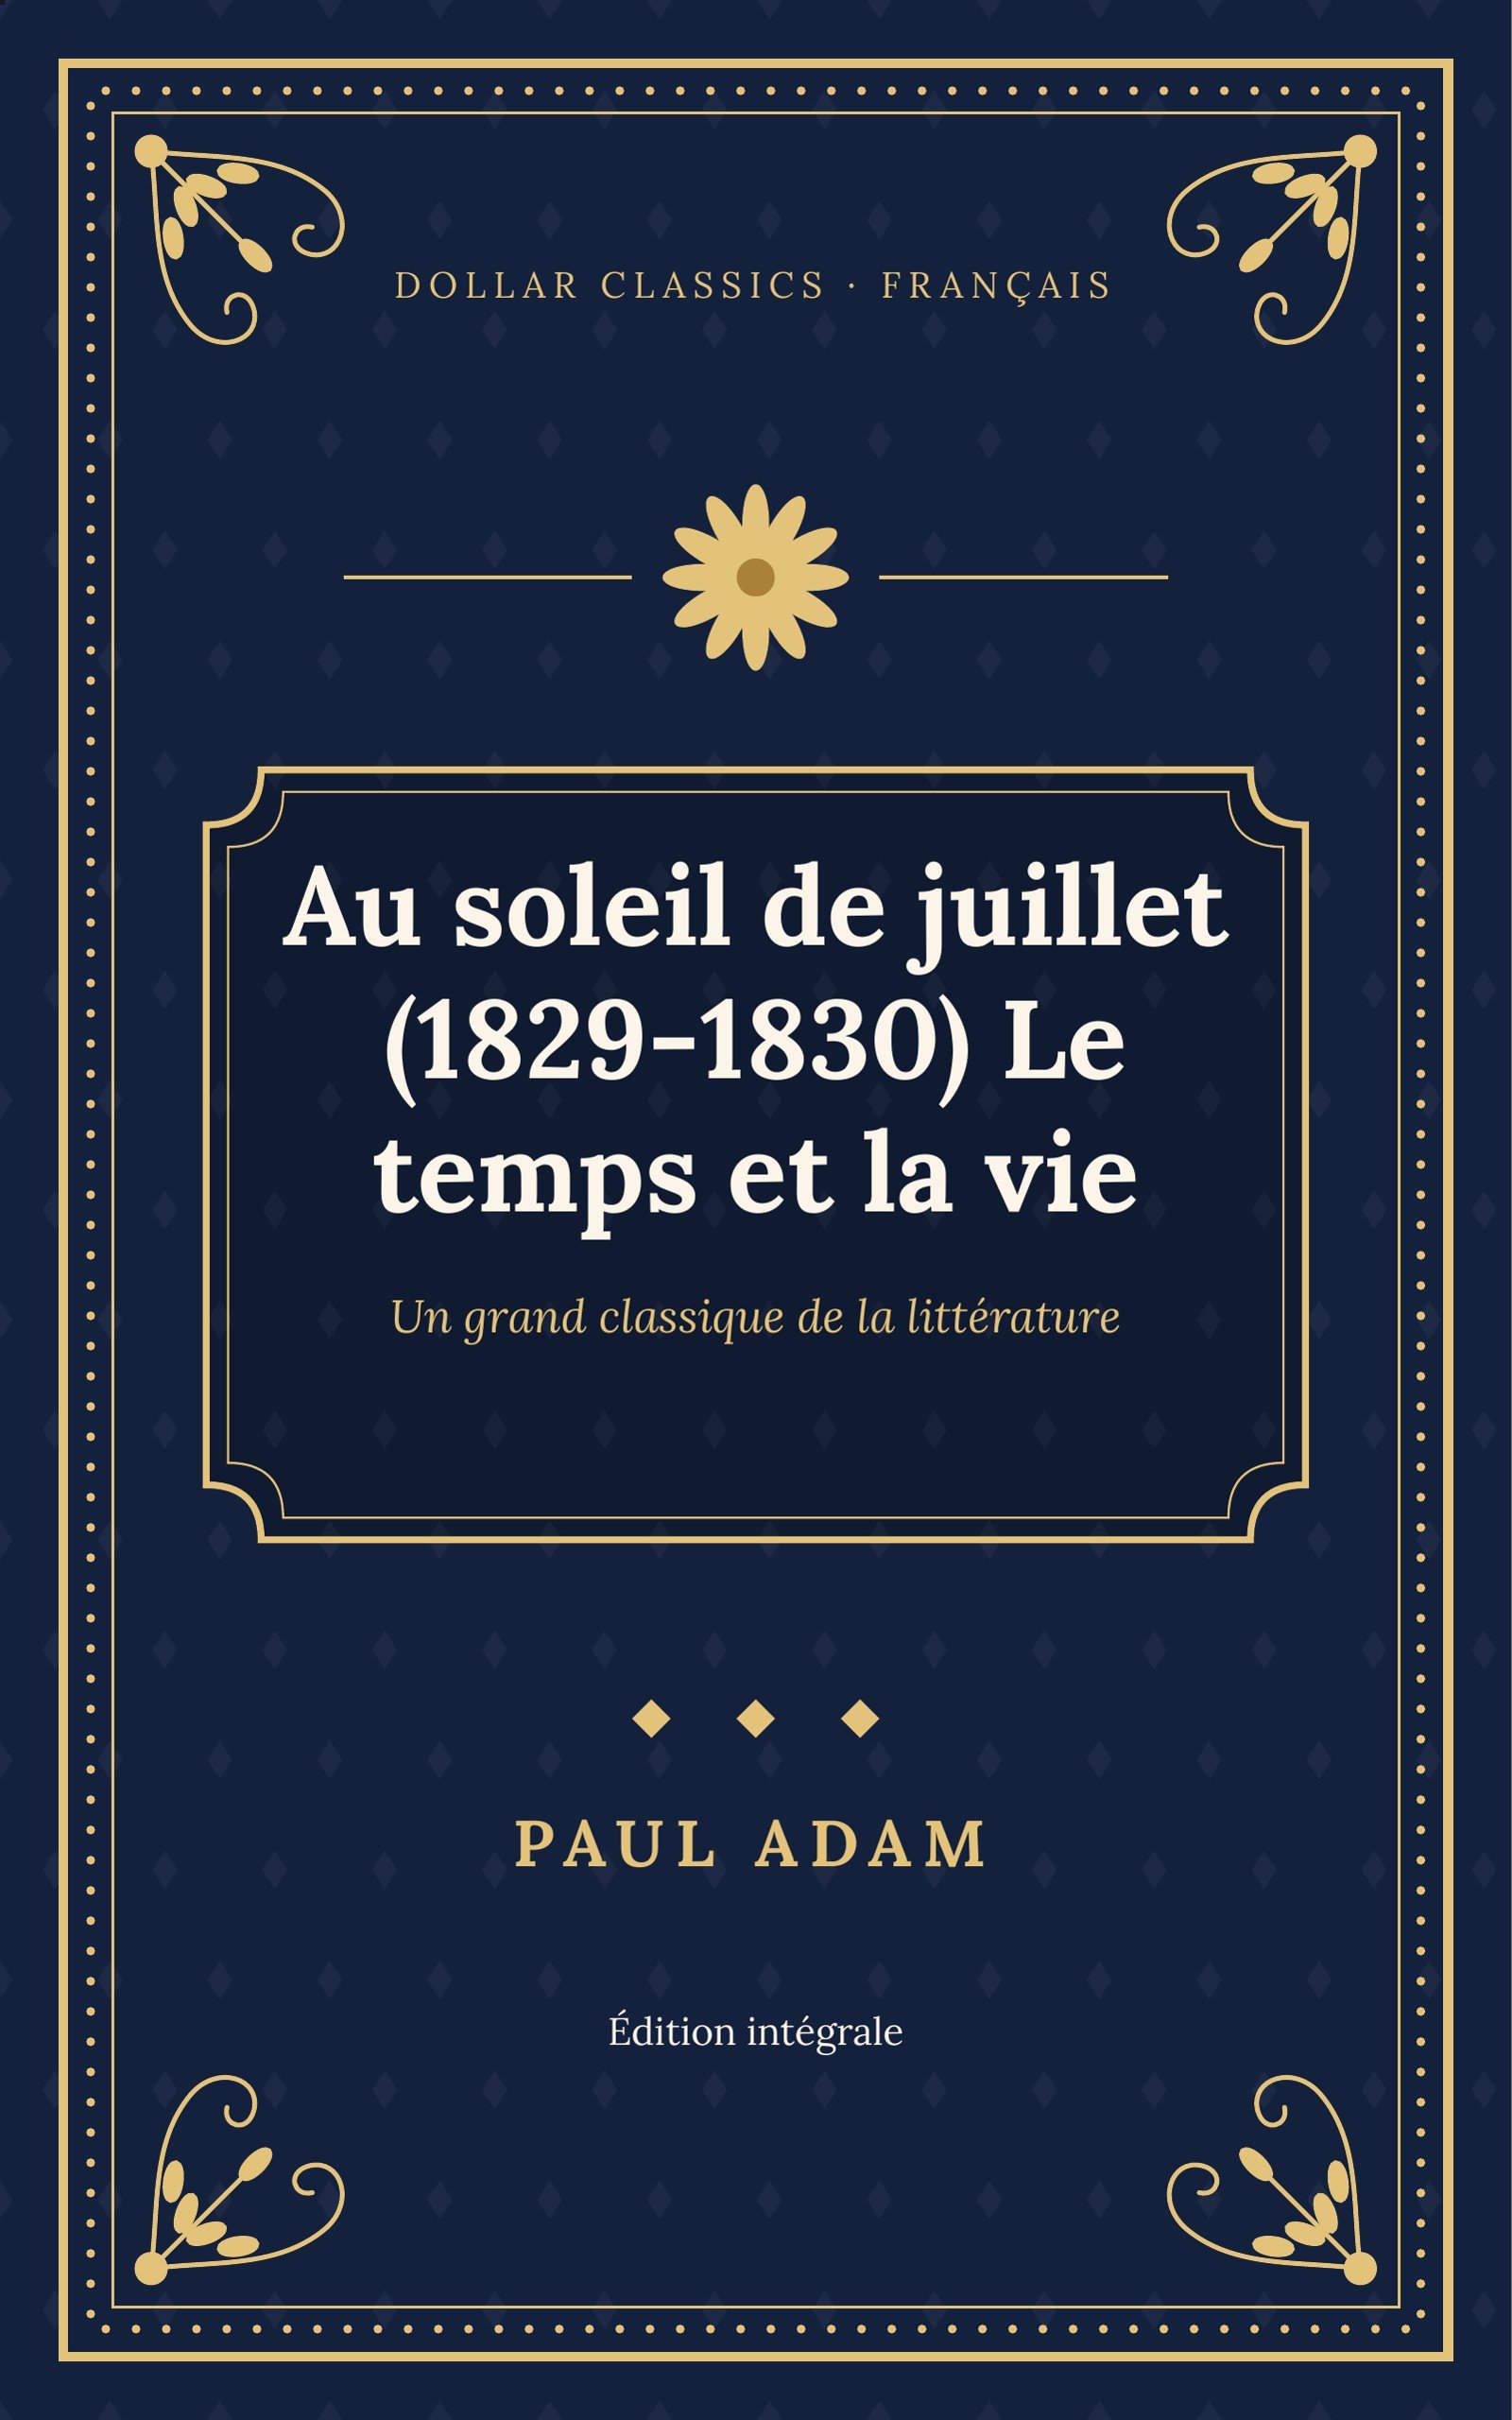 DOLLAR CLASSICS · FRANÇAIS
Au soleil de juillet
(1829-1830) Le
temps et la vie
Un grand classique de la littérature
PAUL ADAM
Édition intégrale